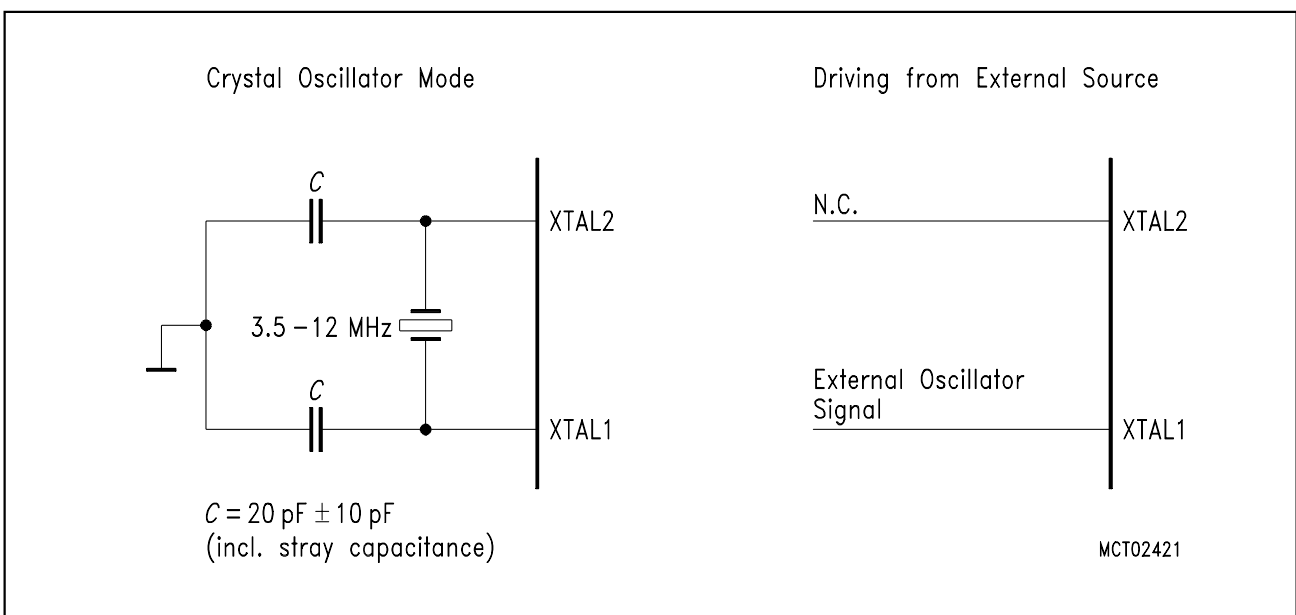 Crystal Oscillator Mode
C
XTAL2
3.5 – 12 MHz
C
XTAL1
C = 20 pF ± 10 pF
(incl. stray capacitance)
Driving from External Source
N.C.
XTAL2
External Oscillator
Signal
XTAL1
MCT02421